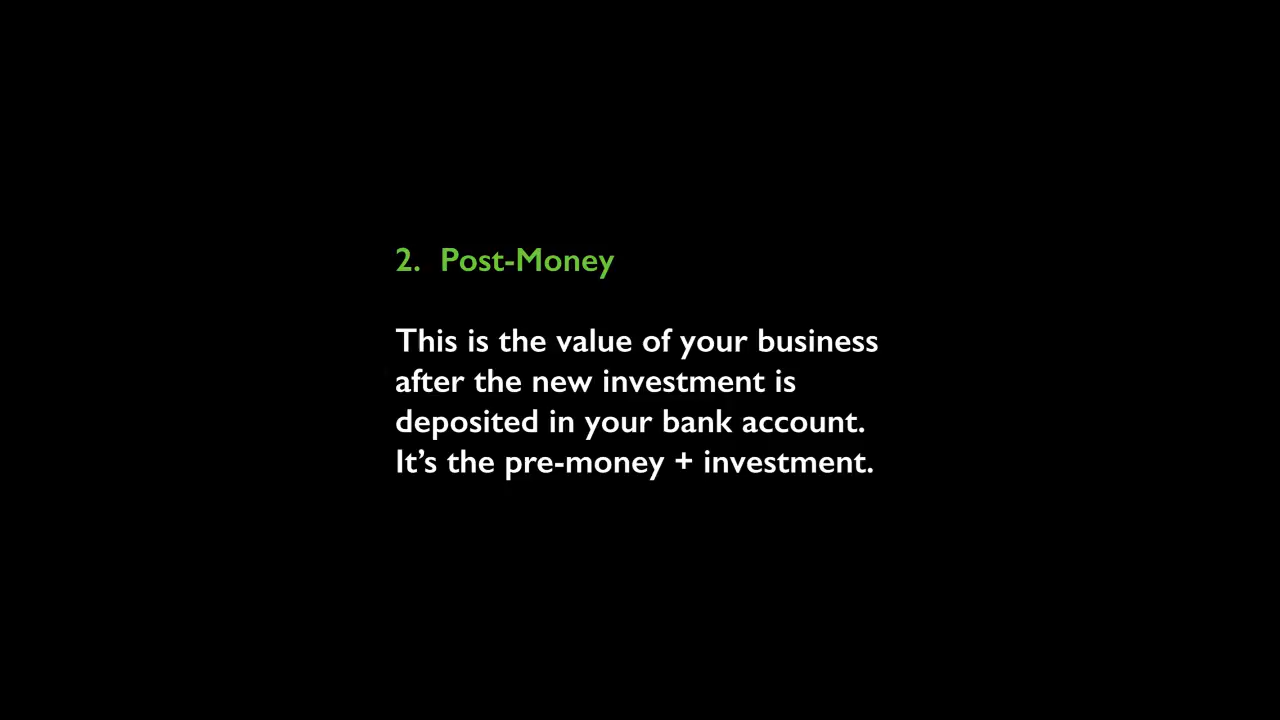 2. Post-Money
This is the value of your business
after the new investment is
deposited in your bank account.
It’s the pre-money + investment.